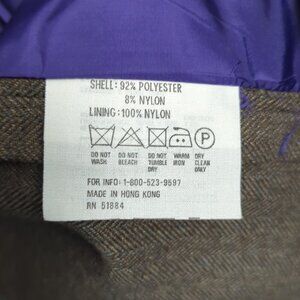 SHELL: 92% POLYESTER
8% NYLON
LINING: 100% NYLON
P
DO NOT WASH
DO NOT BLEACH
DO NOT TUMBLE DRY
WARM IRON
DRY CLEAN ONLY
FOR INFO: 1-800-523-9597
MADE IN HONG KONG
RN 51884